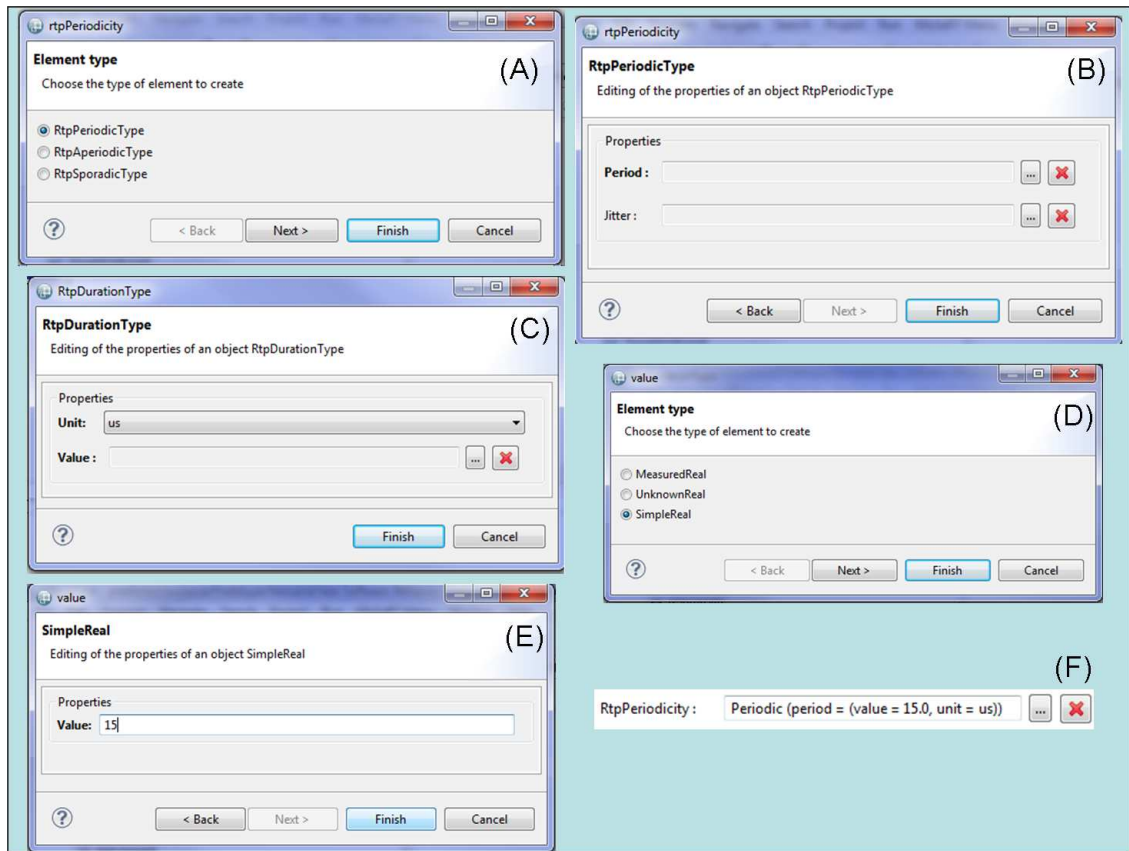 rtpPeriodicity
Element type
Choose the type of element to create
(A)
RtpPeriodicType
RtpAperiodicType
RtpSporadicType
? < Back Next > Finish Cancel
rtpPeriodicity
RtpPeriodicType
(B)
Editing of the properties of an object RtpPeriodicType
Properties
Period : ...
Jitter : ...
? < Back Next > Finish Cancel
RtpDurationType
RtpDurationType
(C)
Editing of the properties of an object RtpDurationType
Properties
Unit: us
Value : ...
? Finish Cancel
value
Element type
(D)
Choose the type of element to create
MeasuredReal
UnknownReal
SimpleReal
? < Back Next > Finish Cancel
value
SimpleReal
(E)
Editing of the properties of an object SimpleReal
Properties
Value: 15
? < Back Next > Finish Cancel
(F)
RtpPeriodicity : Periodic (period = (value = 15.0, unit = us)) ...